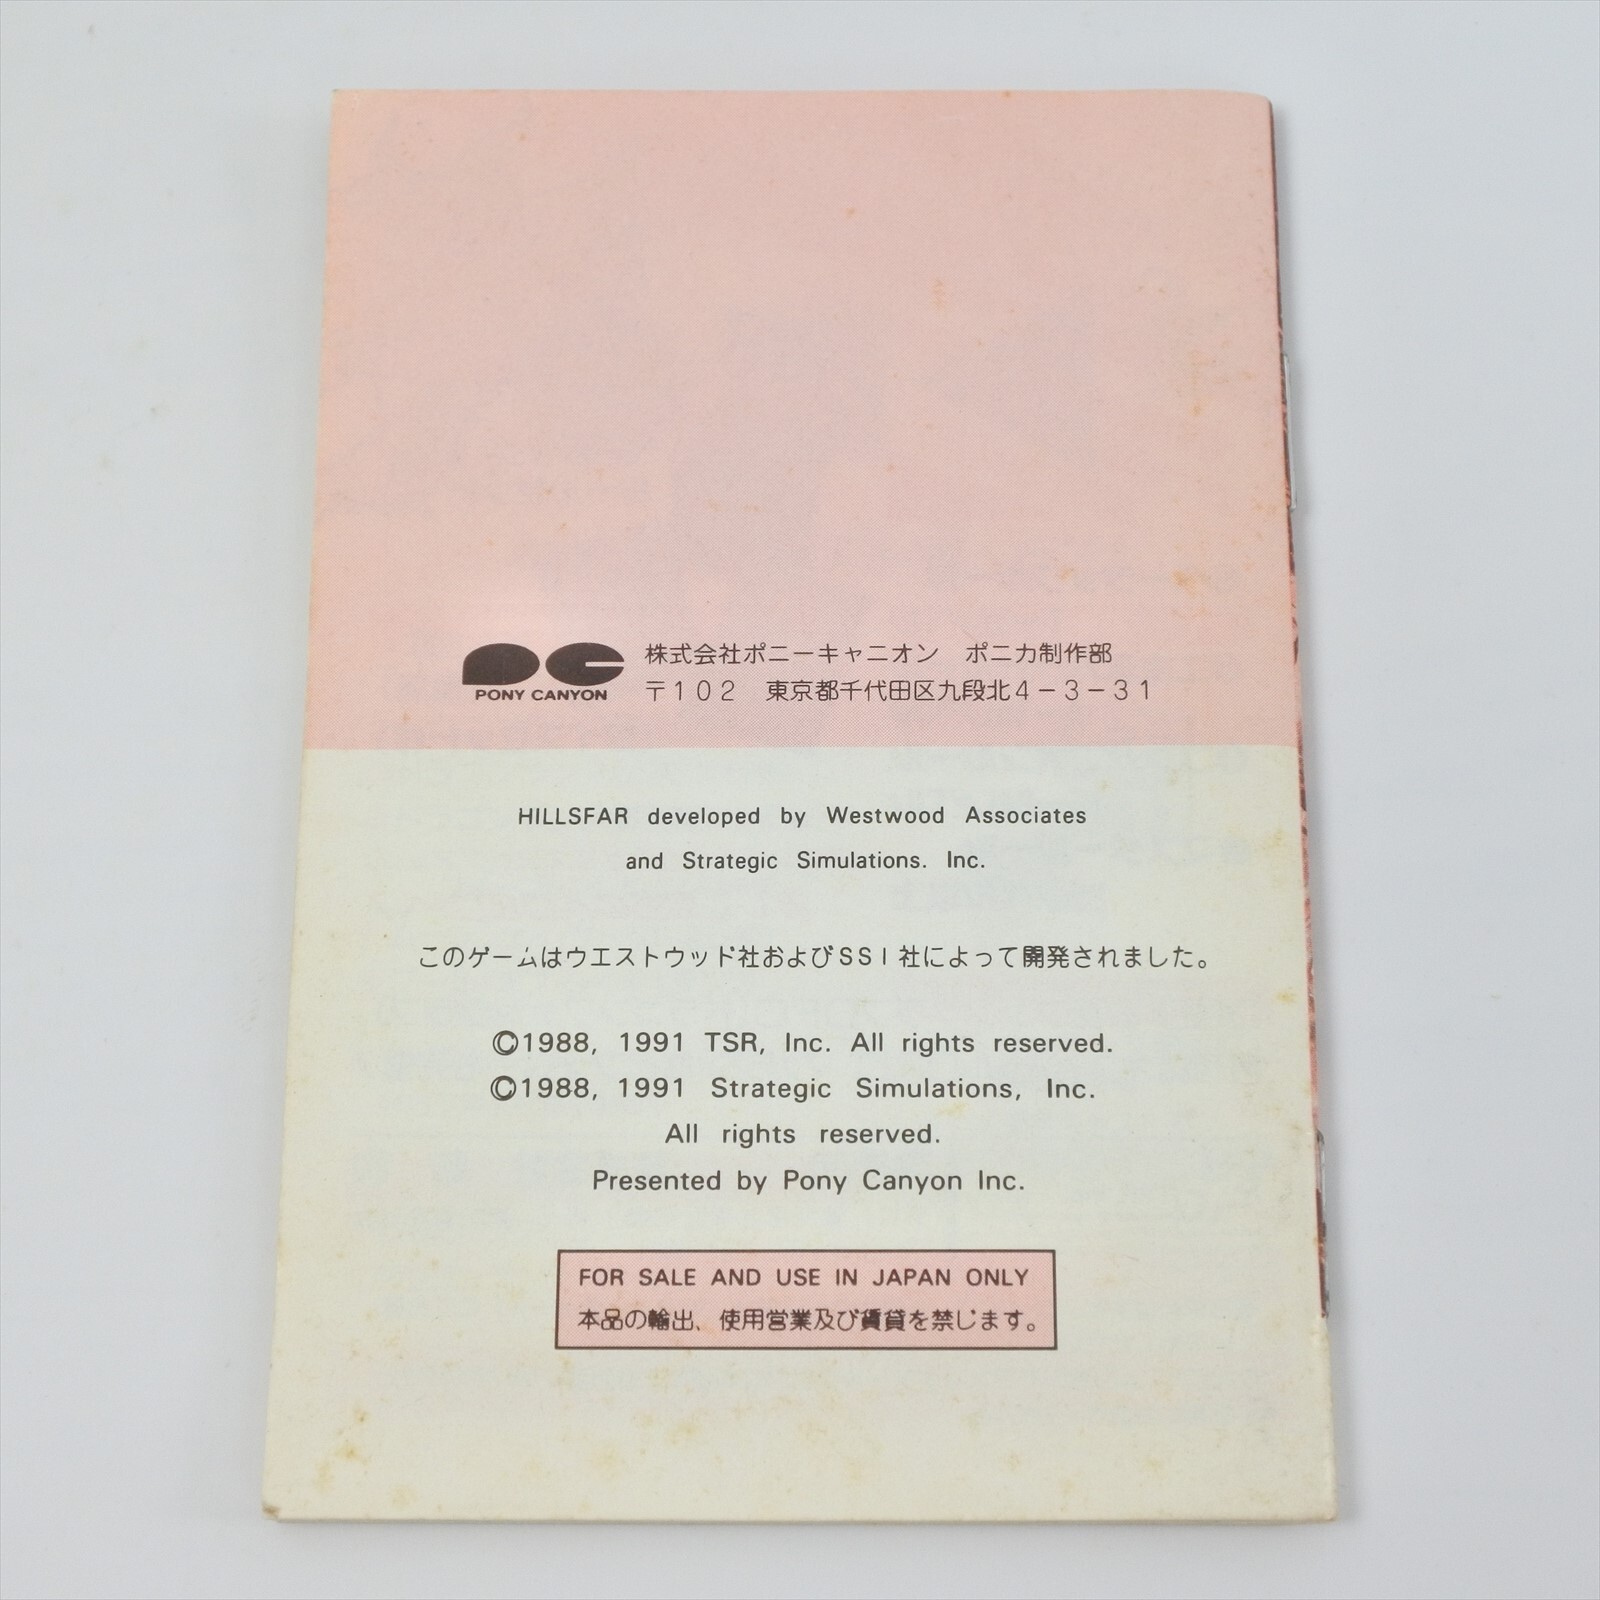 株式会社ポニーキャニオン ポニカ制作部
PONY CANYON
〒102 東京都千代田区九段北4-3-31
HILLSFAR developed by Westwood Associates
and Strategic Simulations. Inc.
このゲームはウエストウッド社およびSSI社によって開発されました。
©1988, 1991 TSR, Inc. All rights reserved.
©1988, 1991 Strategic Simulations, Inc.
All rights reserved.
Presented by Pony Canyon Inc.
FOR SALE AND USE IN JAPAN ONLY
本品の輸出、使用営業及び賃貸を禁じます。